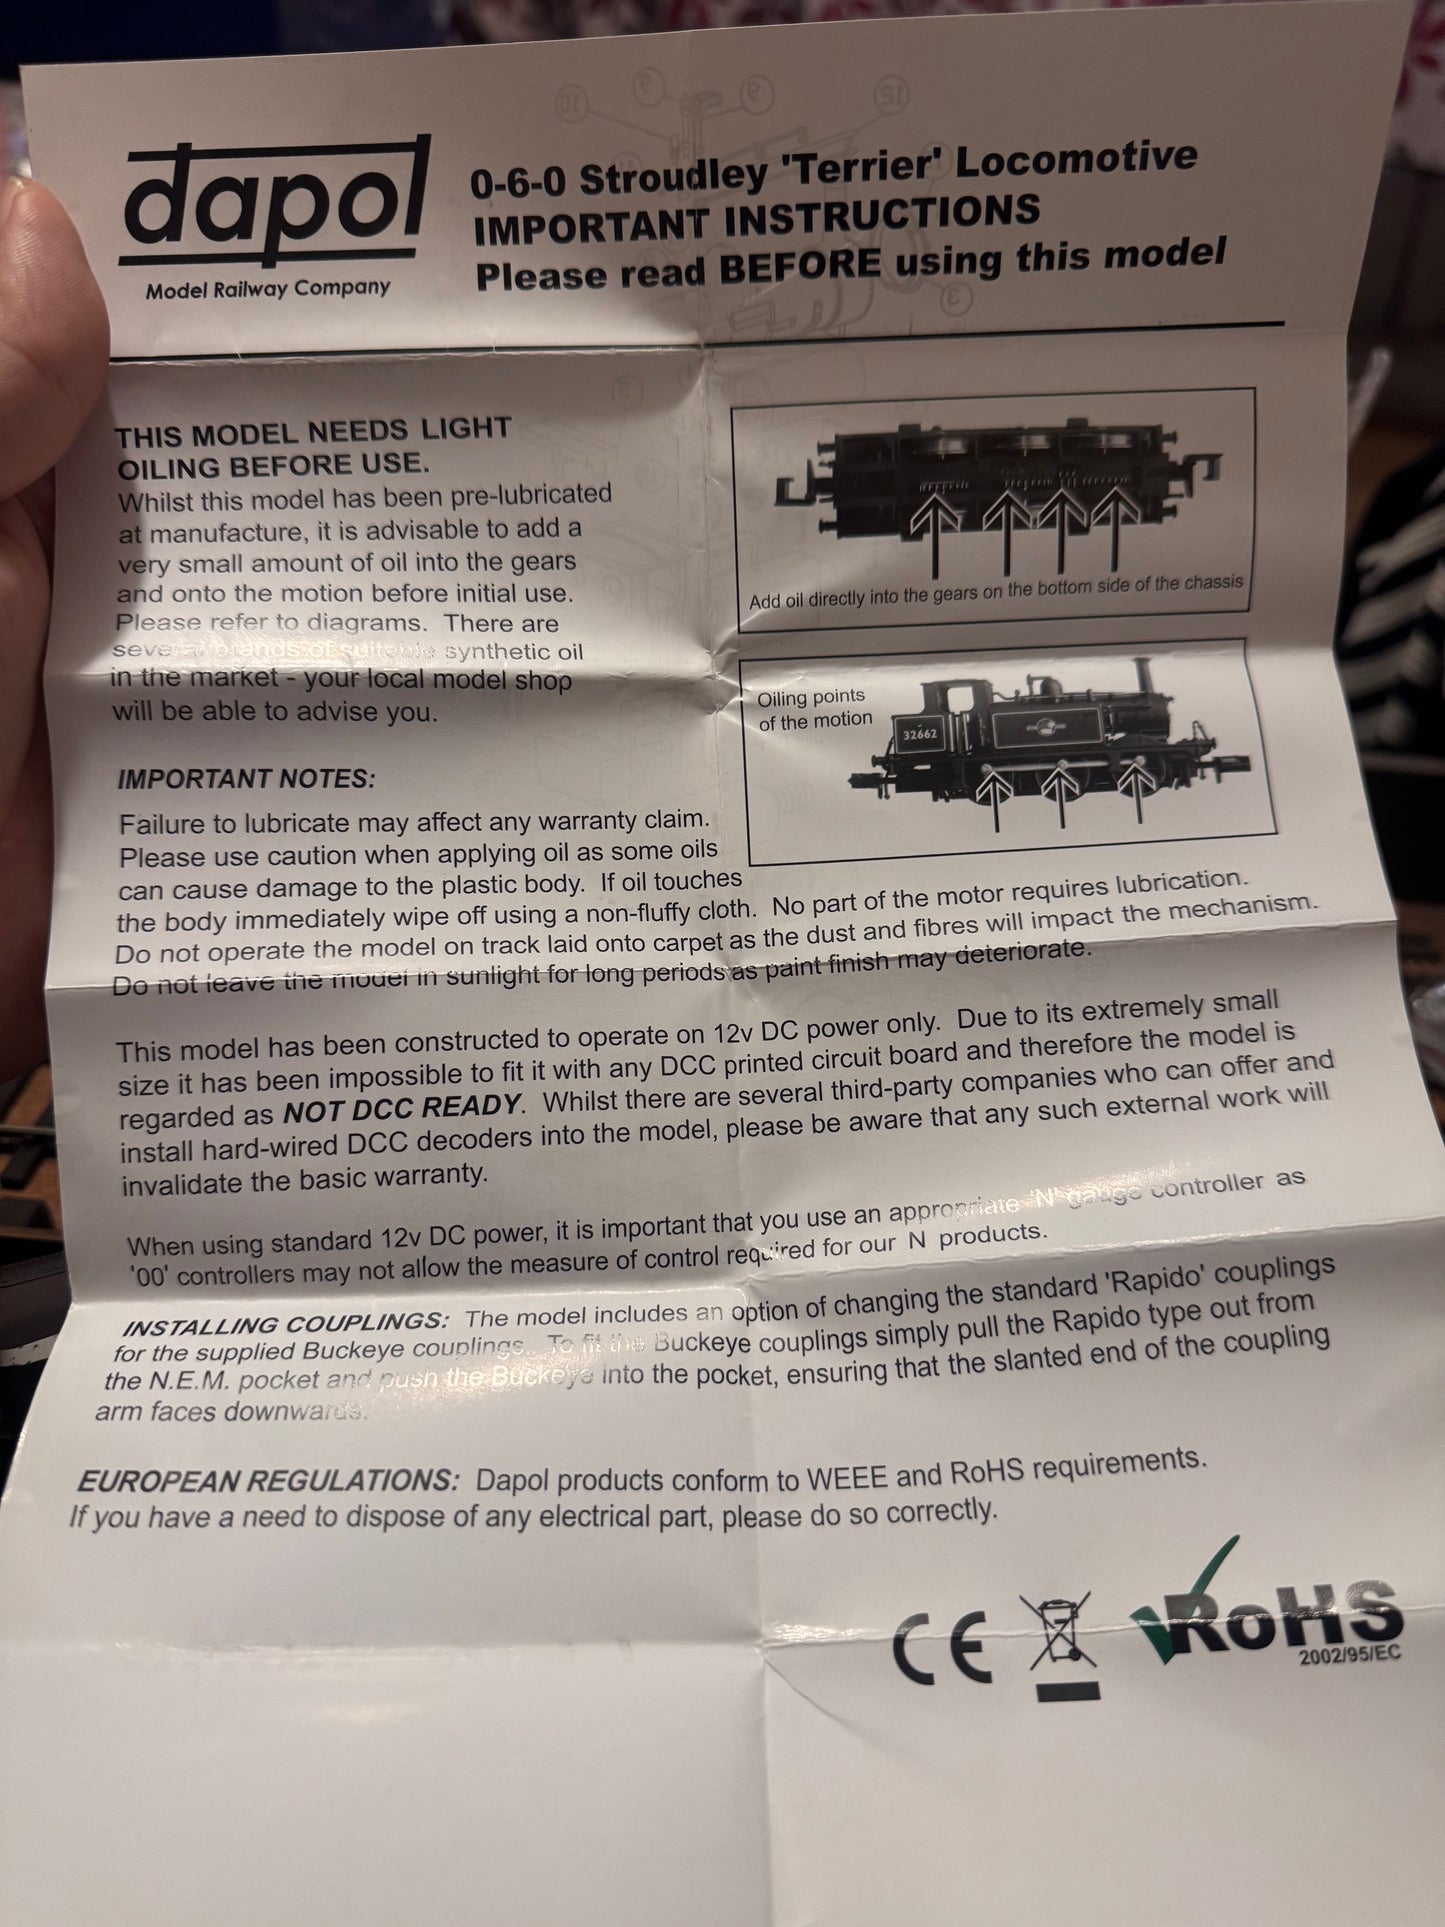 dapol
Model Railway Company
0-6-0 Stroudley 'Terrier' Locomotive
IMPORTANT INSTRUCTIONS
Please read BEFORE using this model
THIS MODEL NEEDS LIGHT
OILING BEFORE USE.
Whilst this model has been pre-lubricated
at manufacture, it is advisable to add a
very small amount of oil into the gears
and onto the motion before initial use.
Please refer to diagrams. There are
several brands of suitable synthetic oil
in the market - your local model shop
will be able to advise you.
Add oil directly into the gears on the bottom side of the chassis
Oiling points
of the motion
32662
IMPORTANT NOTES:
Failure to lubricate may affect any warranty claim.
Please use caution when applying oil as some oils
can cause damage to the plastic body. If oil touches
the body immediately wipe off using a non-fluffy cloth. No part of the motor requires lubrication.
Do not operate the model on track laid onto carpet as the dust and fibres will impact the mechanism.
Do not leave the model in sunlight for long periods as paint finish may deteriorate.
This model has been constructed to operate on 12v DC power only. Due to its extremely small
size it has been impossible to fit it with any DCC printed circuit board and therefore the model is
regarded as NOT DCC READY. Whilst there are several third-party companies who can offer and
install hard-wired DCC decoders into the model, please be aware that any such external work will
invalidate the basic warranty.
When using standard 12v DC power, it is important that you use an appropriate 'N' gauge controller as
'00' controllers may not allow the measure of control required for our N products.
INSTALLING COUPLINGS: The model includes an option of changing the standard 'Rapido' couplings
for the supplied Buckeye couplings. To fit the Buckeye couplings simply pull the Rapido type out from
the N.E.M. pocket and push the Buckeye into the pocket, ensuring that the slanted end of the coupling
arm faces downwards.
EUROPEAN REGULATIONS: Dapol products conform to WEEE and RoHS requirements.
If you have a need to dispose of any electrical part, please do so correctly.
CE
RoHS
2002/95/EC